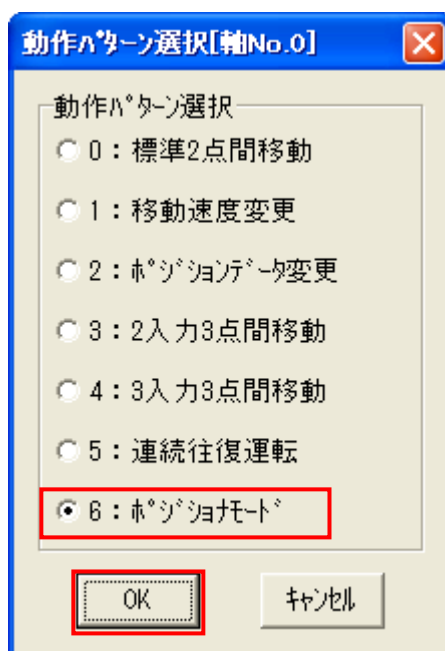 動作ﾊﾟﾀｰﾝ選択[軸No.0]
動作ﾊﾟﾀｰﾝ選択
0：標準2点間移動
1：移動速度変更
2：ﾎﾟｼﾞｼｮﾝﾃﾞｰﾀ変更
3：2入力3点間移動
4：3入力3点間移動
5：連続往復運転
6：ﾎﾟｼﾞｼｮﾅﾓｰﾄﾞ
OK ｷｬﾝｾﾙ